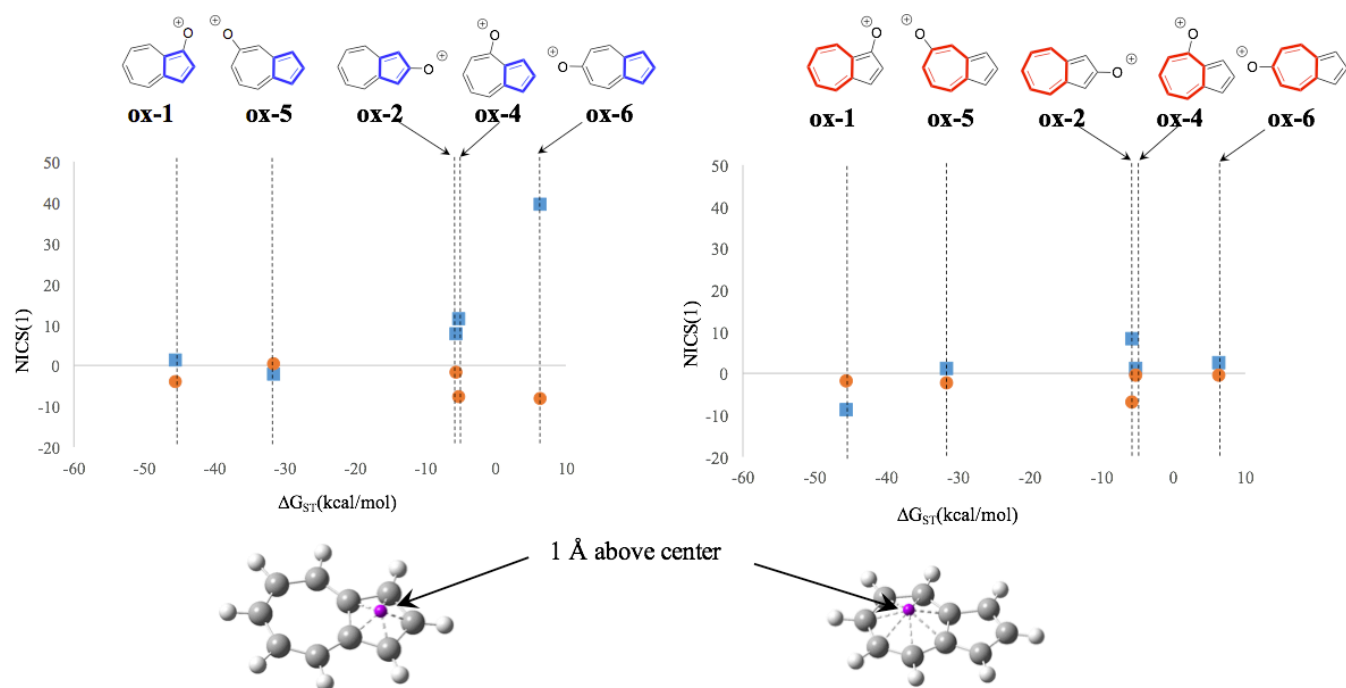 ⊕
O
⊕
O
O
⊕
⊕
O
⊕
O
ox-1 ox-5 ox-2 ox-4 ox-6
50
40
30
20
10
0
-10
-20
NICS(1)
-60 -50 -40 -30 -20 -10 0 10
ΔG_ST(kcal/mol)
⊕
O
⊕
O
O
⊕
⊕
O
⊕
O
ox-1 ox-5 ox-2 ox-4 ox-6
50
40
30
20
10
0
-10
-20
NICS(1)
-60 -50 -40 -30 -20 -10 0 10
ΔG_ST(kcal/mol)
1 Å above center